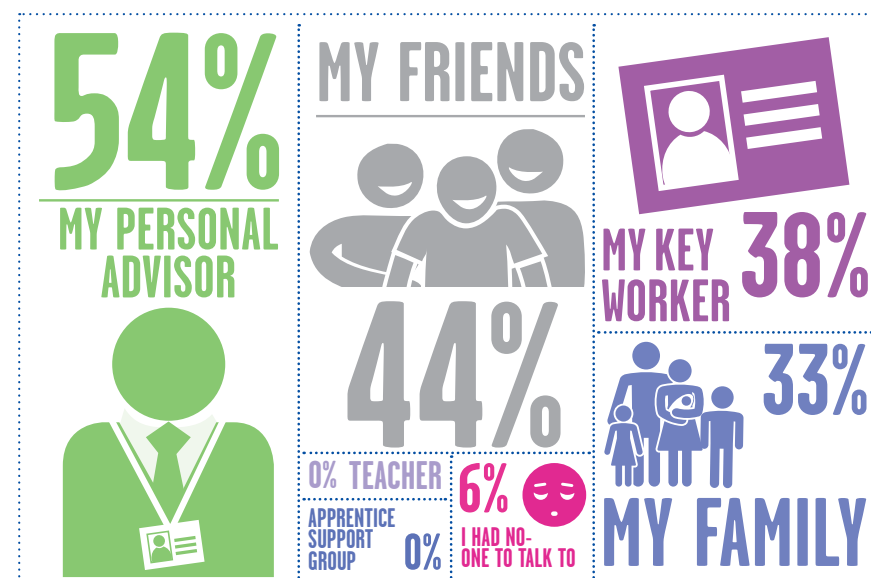 54%
MY PERSONAL
ADVISOR
MY FRIENDS
44%
0% TEACHER
APPRENTICE
SUPPORT
GROUP
0%
6%
I HAD NO-
ONE TO TALK TO
MY KEY
WORKER
38%
33%
MY FAMILY